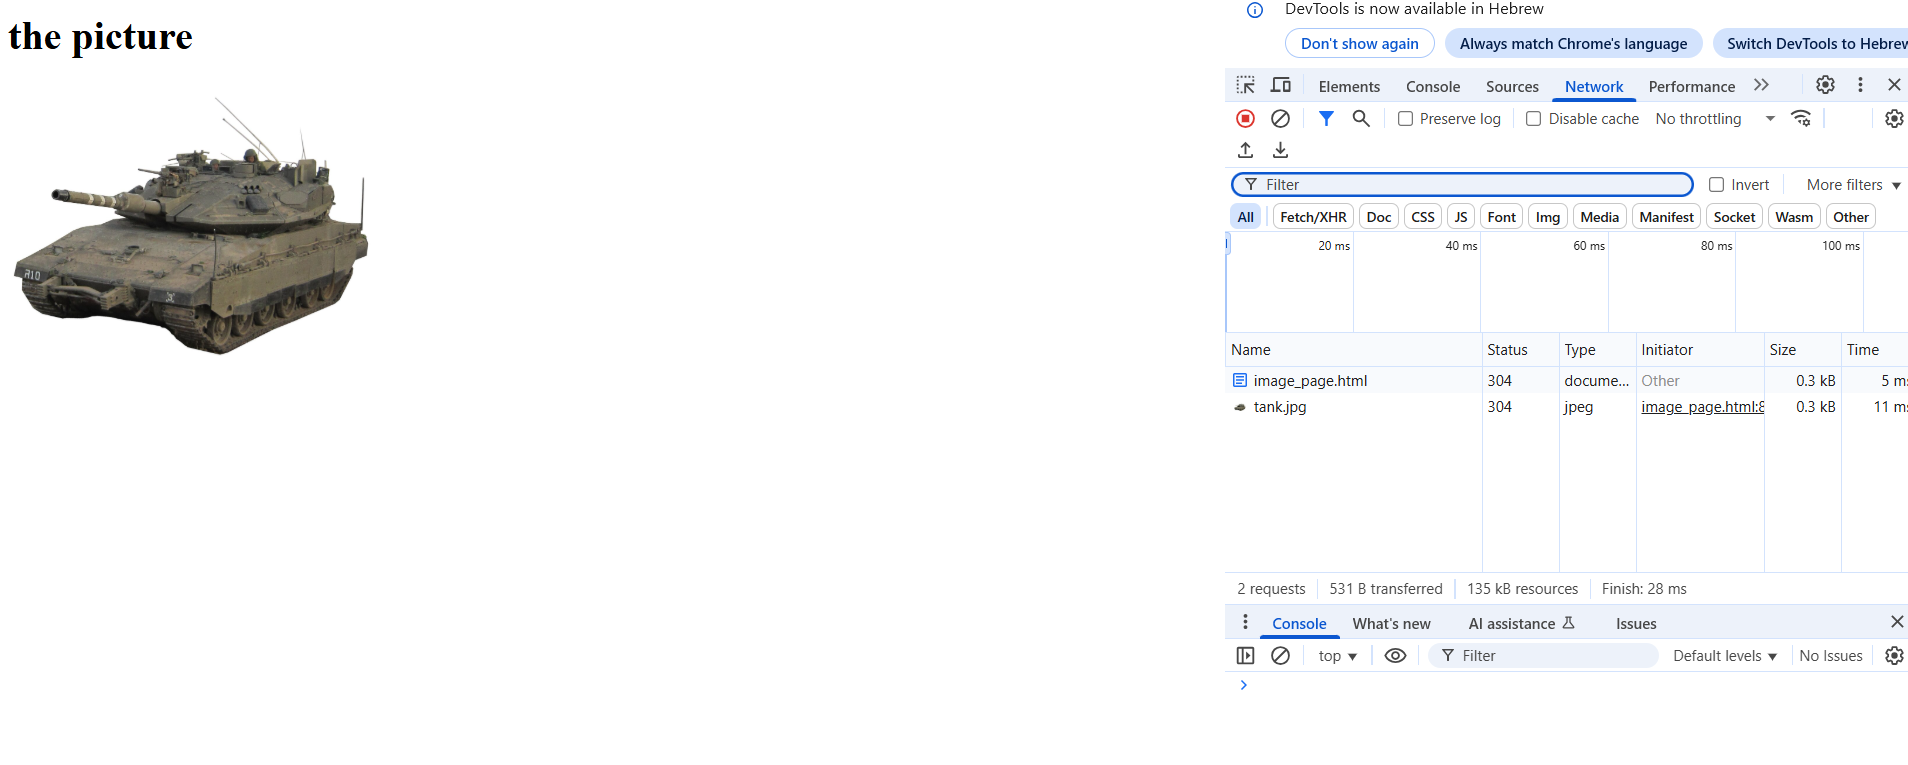 the picture
A10
DevTools is now available in Hebrew
Don't show again Always match Chrome's language Switch DevTools to Hebrew
Elements Console Sources Network Performance
Preserve log Disable cache No throttling
Filter Invert More filters
All Fetch/XHR Doc CSS JS Font Img Media Manifest Socket Wasm Other
20 ms 40 ms 60 ms 80 ms 100 ms
Name Status Type Initiator Size Time
image_page.html 304 docume... Other 0.3 kB 5 ms
tank.jpg 304 jpeg image_page.html:8 0.3 kB 11 ms
2 requests 531 B transferred 135 kB resources Finish: 28 ms
Console What's new AI assistance Issues
top Filter Default levels No Issues